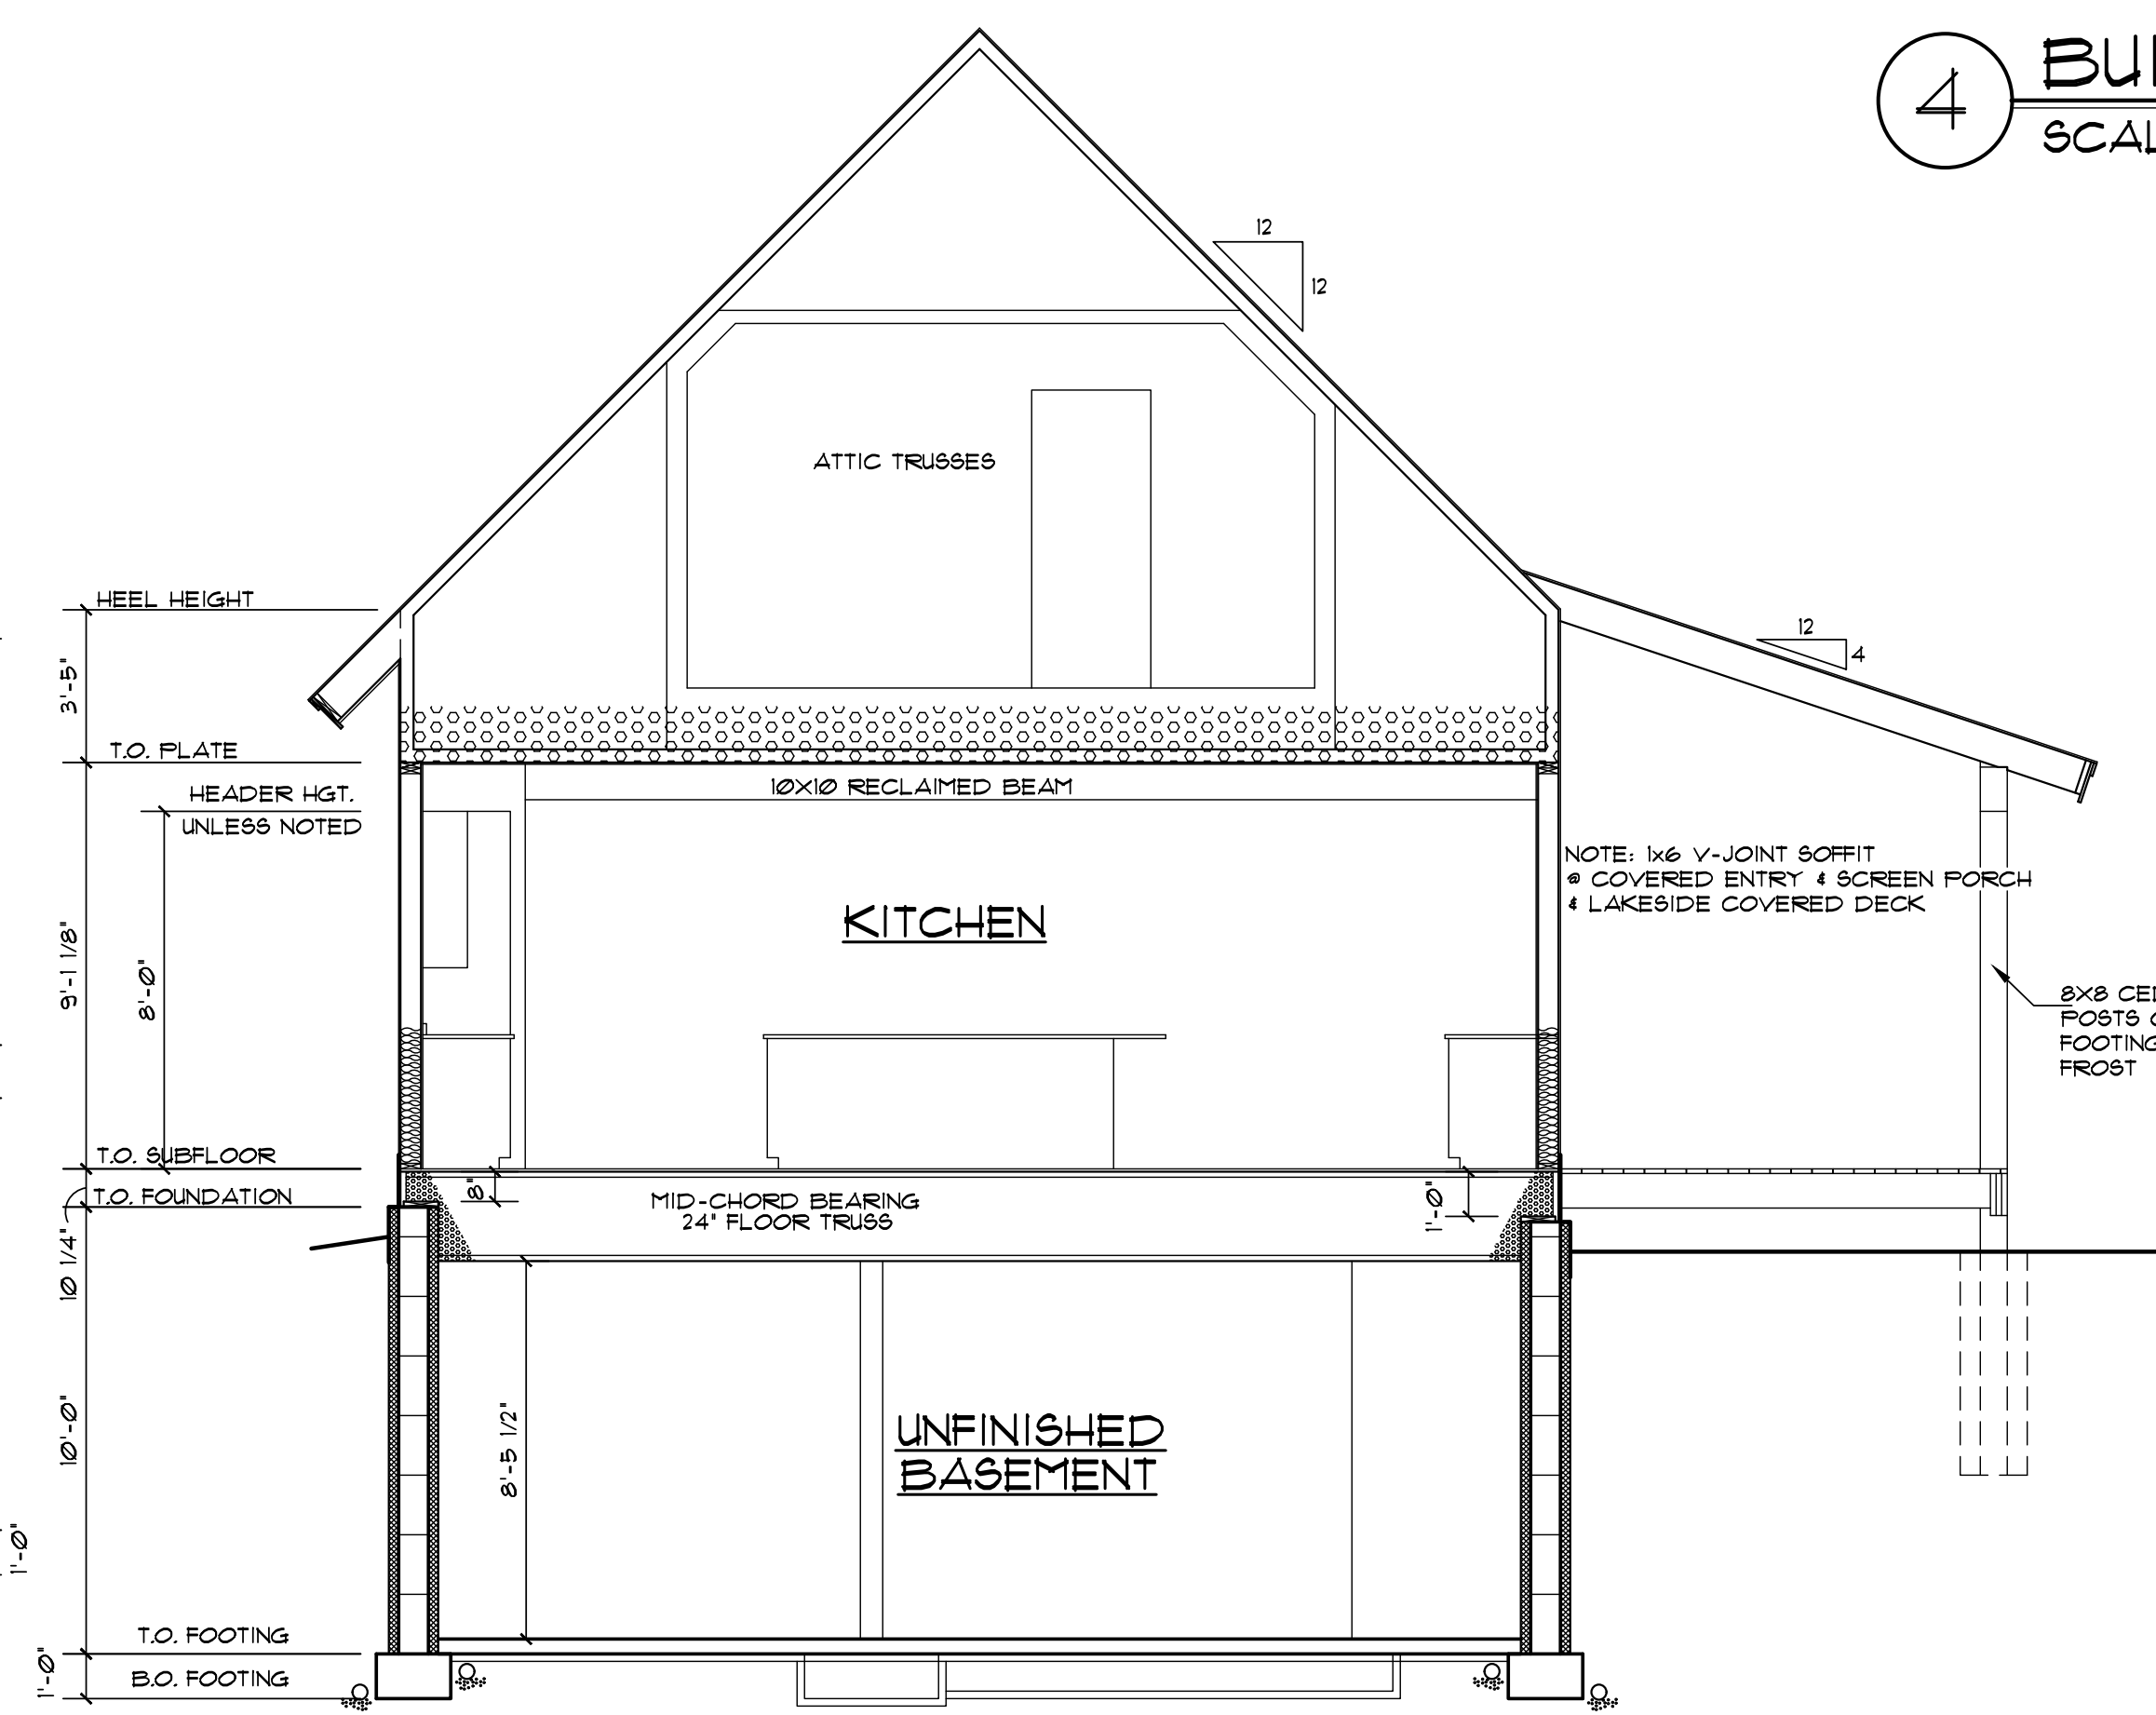 4
BUI
SCAL
12
12
ATTIC TRUSSES
HEEL HEIGHT
12
4
3'-5"
T.O. PLATE
HEADER HGT.
UNLESS NOTED
10X10 RECLAIMED BEAM
NOTE: 1x6 V-JOINT SOFFIT
@ COVERED ENTRY & SCREEN PORCH
& LAKESIDE COVERED DECK
KITCHEN
9'-1 1/8"
8'-0"
8X8 CE
POSTS
FOOTING
FROST
T.O. SUBFLOOR
T.O. FOUNDATION
8"
MID-CHORD BEARING
24" FLOOR TRUSS
1'-0"
10 1/4"
10'-0"
8'-5 1/2"
UNFINISHED
BASEMENT
1'-0"
T.O. FOOTING
B.O. FOOTING
1'-0"